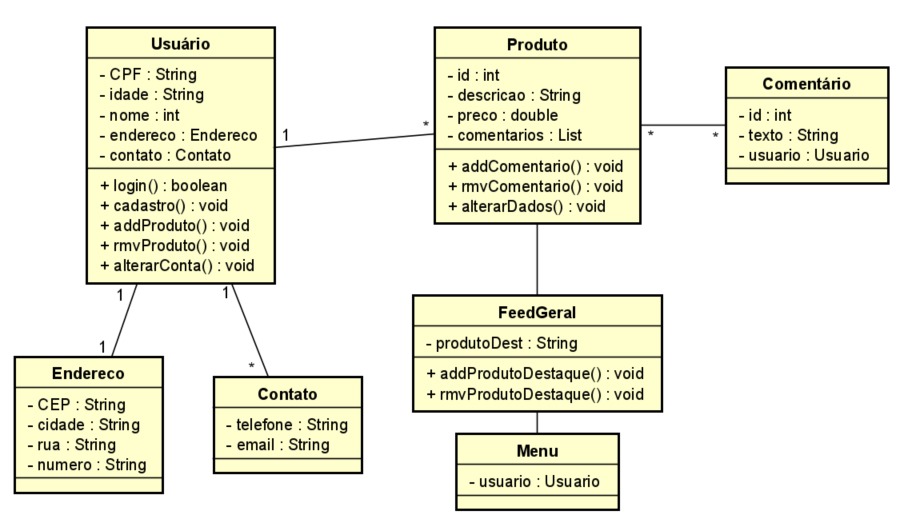 Usuário
- CPF : String
- idade : String
- nome : int
- endereco : Endereco
- contato : Contato
+ login() : boolean
+ cadastro() : void
+ addProduto() : void
+ rmvProduto() : void
+ alterarConta() : void
1
*
Produto
- id : int
- descricao : String
- preco : double
- comentarios : List
+ addComentario() : void
+ rmvComentario() : void
+ alterarDados() : void
*
*
Comentário
- id : int
- texto : String
- usuario : Usuario
1
1
1
*
Endereco
- CEP : String
- cidade : String
- rua : String
- numero : String
Contato
- telefone : String
- email : String
FeedGeral
- produtoDest : String
+ addProdutoDestaque() : void
+ rmvProdutoDestaque() : void
Menu
- usuario : Usuario